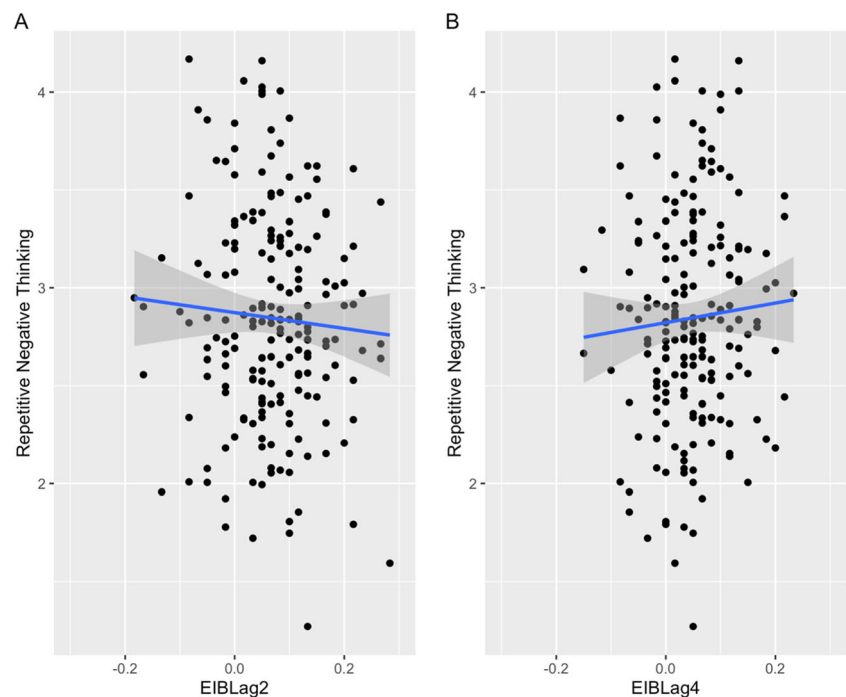 A
B
Repetitive Negative Thinking
4
3
2
-0.2
0.0
0.2
EIBLag2
Repetitive Negative Thinking
4
3
2
-0.2
0.0
0.2
EIBLag4